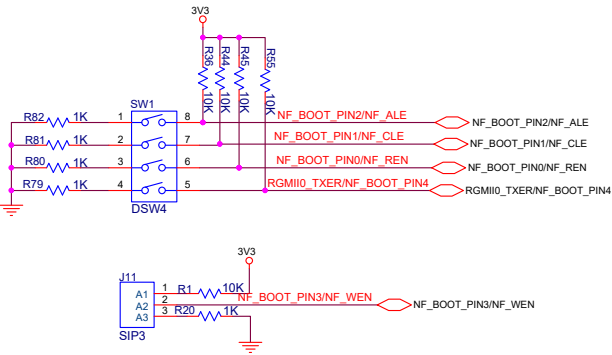 3V3
R36
R44
R45
R55
10K
10K
10K
10K
SW1
R82 1K 1 8 NF_BOOT_PIN2/NF_ALE NF_BOOT_PIN2/NF_ALE
R81 1K 2 7 NF_BOOT_PIN1/NF_CLE NF_BOOT_PIN1/NF_CLE
R80 1K 3 6 NF_BOOT_PIN0/NF_REN NF_BOOT_PIN0/NF_REN
R79 1K 4 5 RGMII0_TXER/NF_BOOT_PIN4 RGMII0_TXER/NF_BOOT_PIN4
DSW4
3V3
J11
A1 1 R1 10K
A2 2 NF_BOOT_PIN3/NF_WEN NF_BOOT_PIN3/NF_WEN
A3 3 R20 1K
SIP3